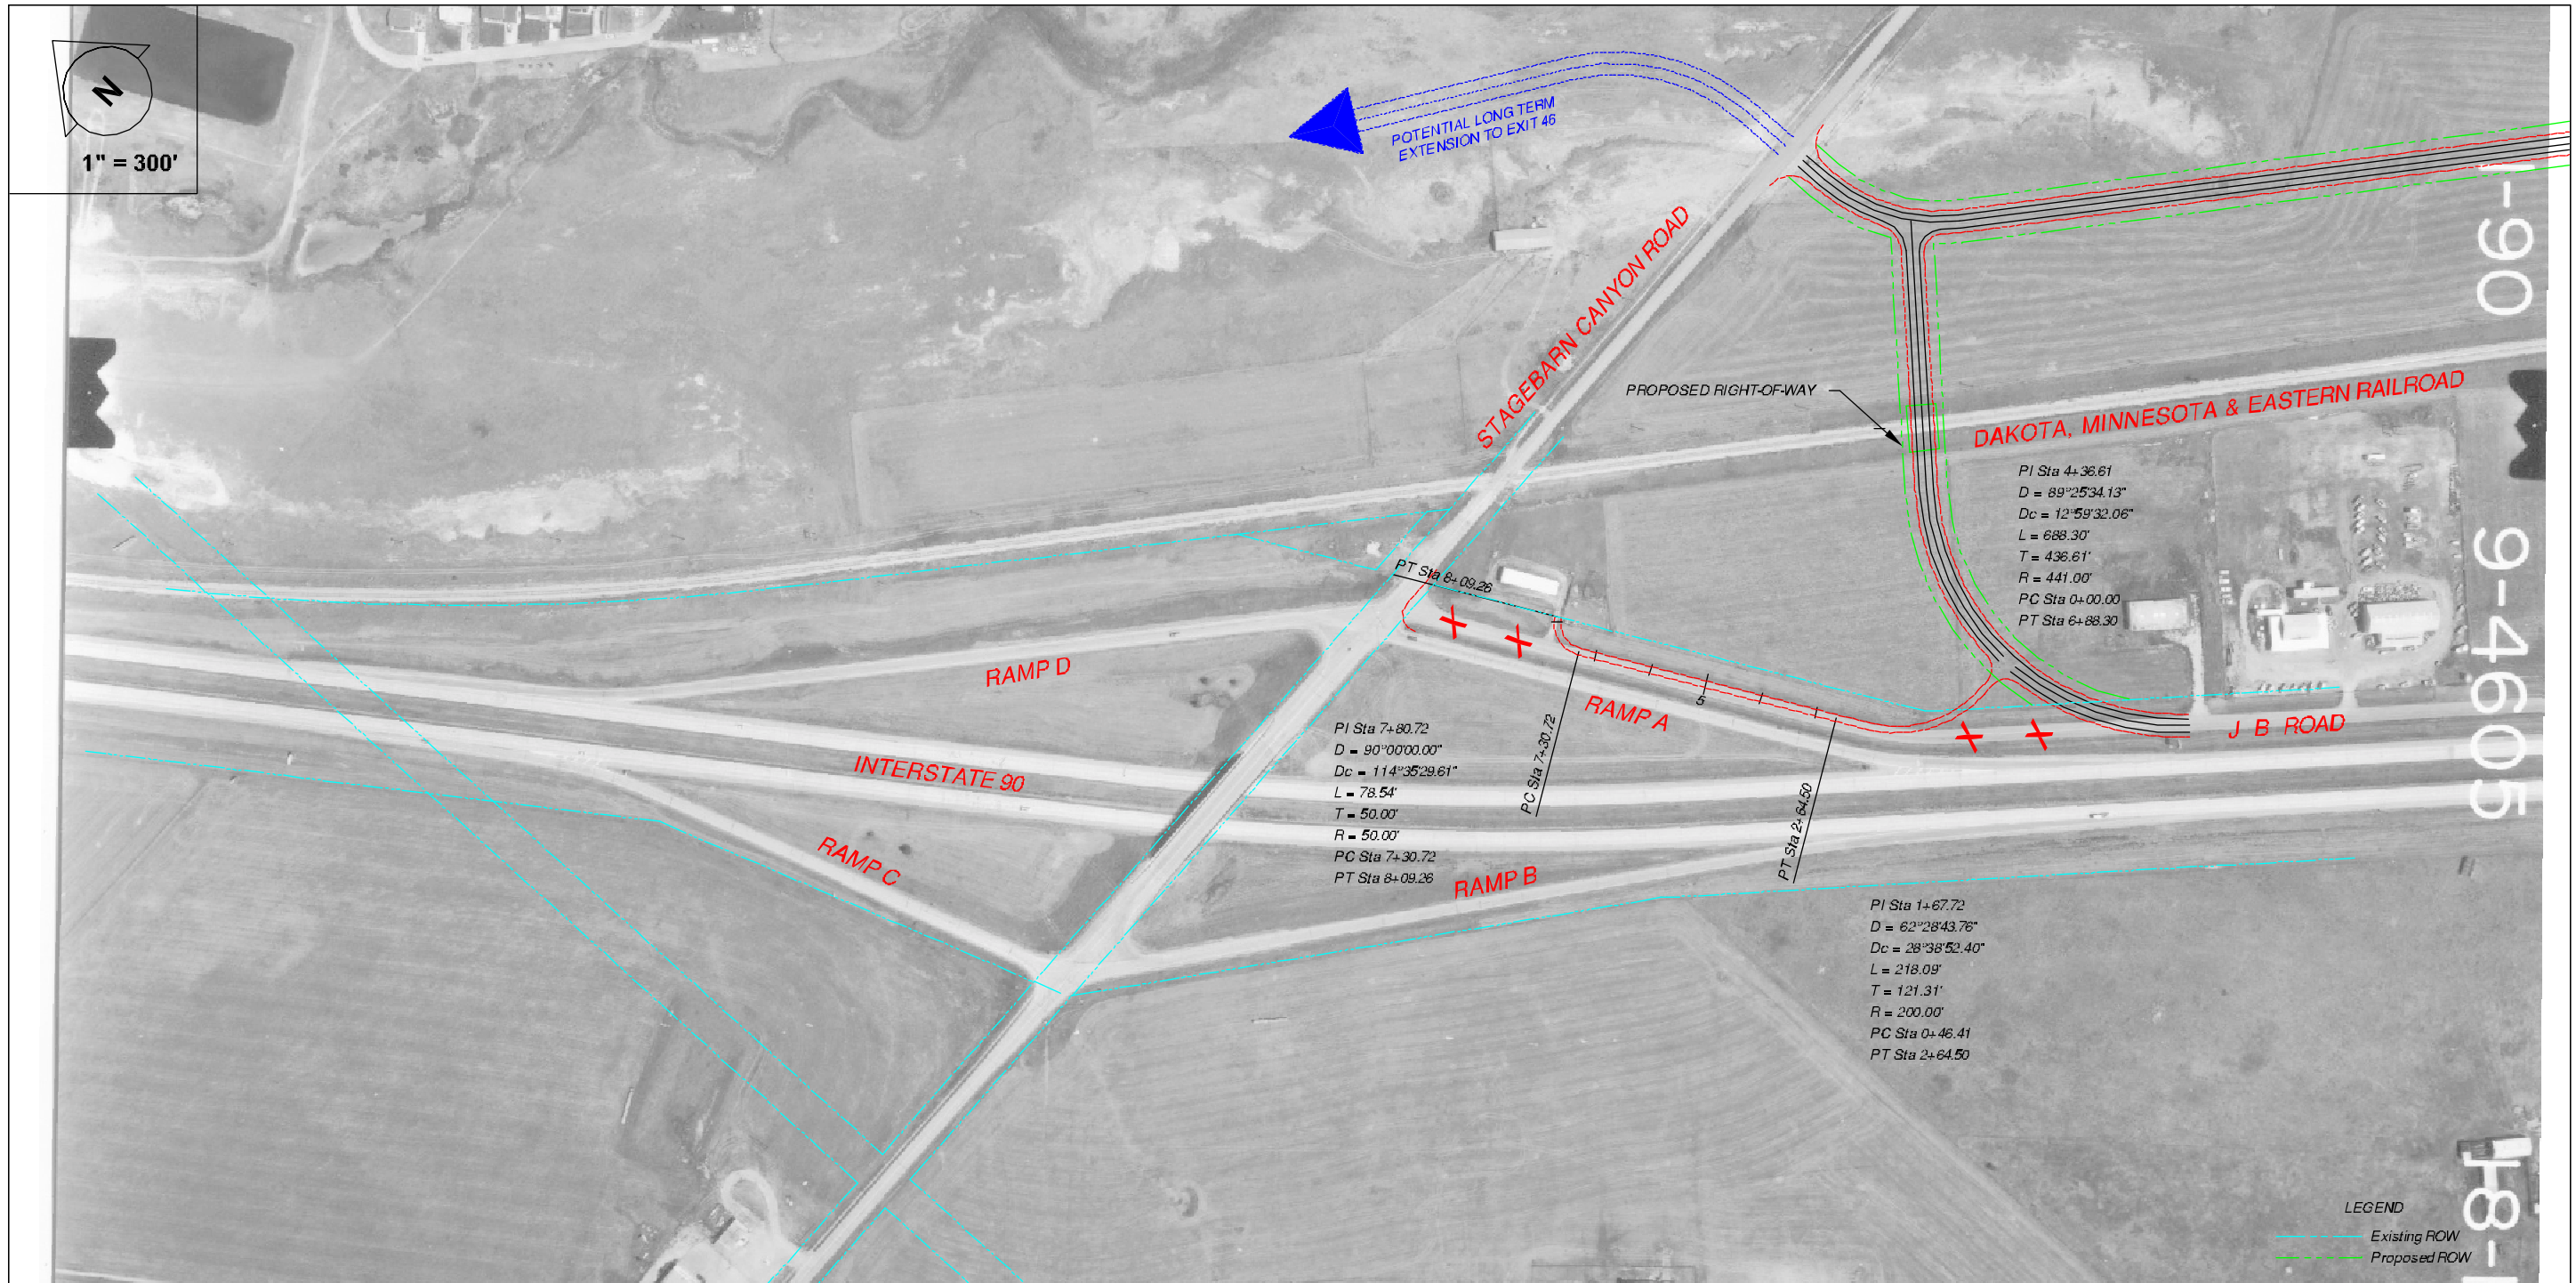 N
1" = 300'
POTENTIAL LONG TERM
EXTENSION TO EXIT 46
STAGEBARN CANYON ROAD
I-90
PROPOSED RIGHT-OF-WAY
DAKOTA, MINNESOTA & EASTERN RAILROAD
PI Sta 4+36.61
D = 89°25'34.13"
Dc = 12°59'32.06"
L = 688.30'
T = 436.61'
R = 441.00'
PC Sta 0+00.00
PT Sta 6+88.30
9-4605
PT Sta 8+09.26
X X
RAMP D
RAMP A
5
X X
J B ROAD
INTERSTATE 90
PI Sta 7+80.72
D = 90°00'00.00"
Dc = 114°35'29.61"
L = 78.54'
T = 50.00'
R = 50.00'
PC Sta 7+30.72
PT Sta 8+09.26
PC Sta 7+30.72
PT Sta 2+64.50
RAMP C
RAMP B
PI Sta 1+67.72
D = 62°28'43.76"
Dc = 28°38'52.40"
L = 218.09'
T = 121.31'
R = 200.00'
PC Sta 0+46.41
PT Sta 2+64.50
LEGEND
Existing ROW
Proposed ROW